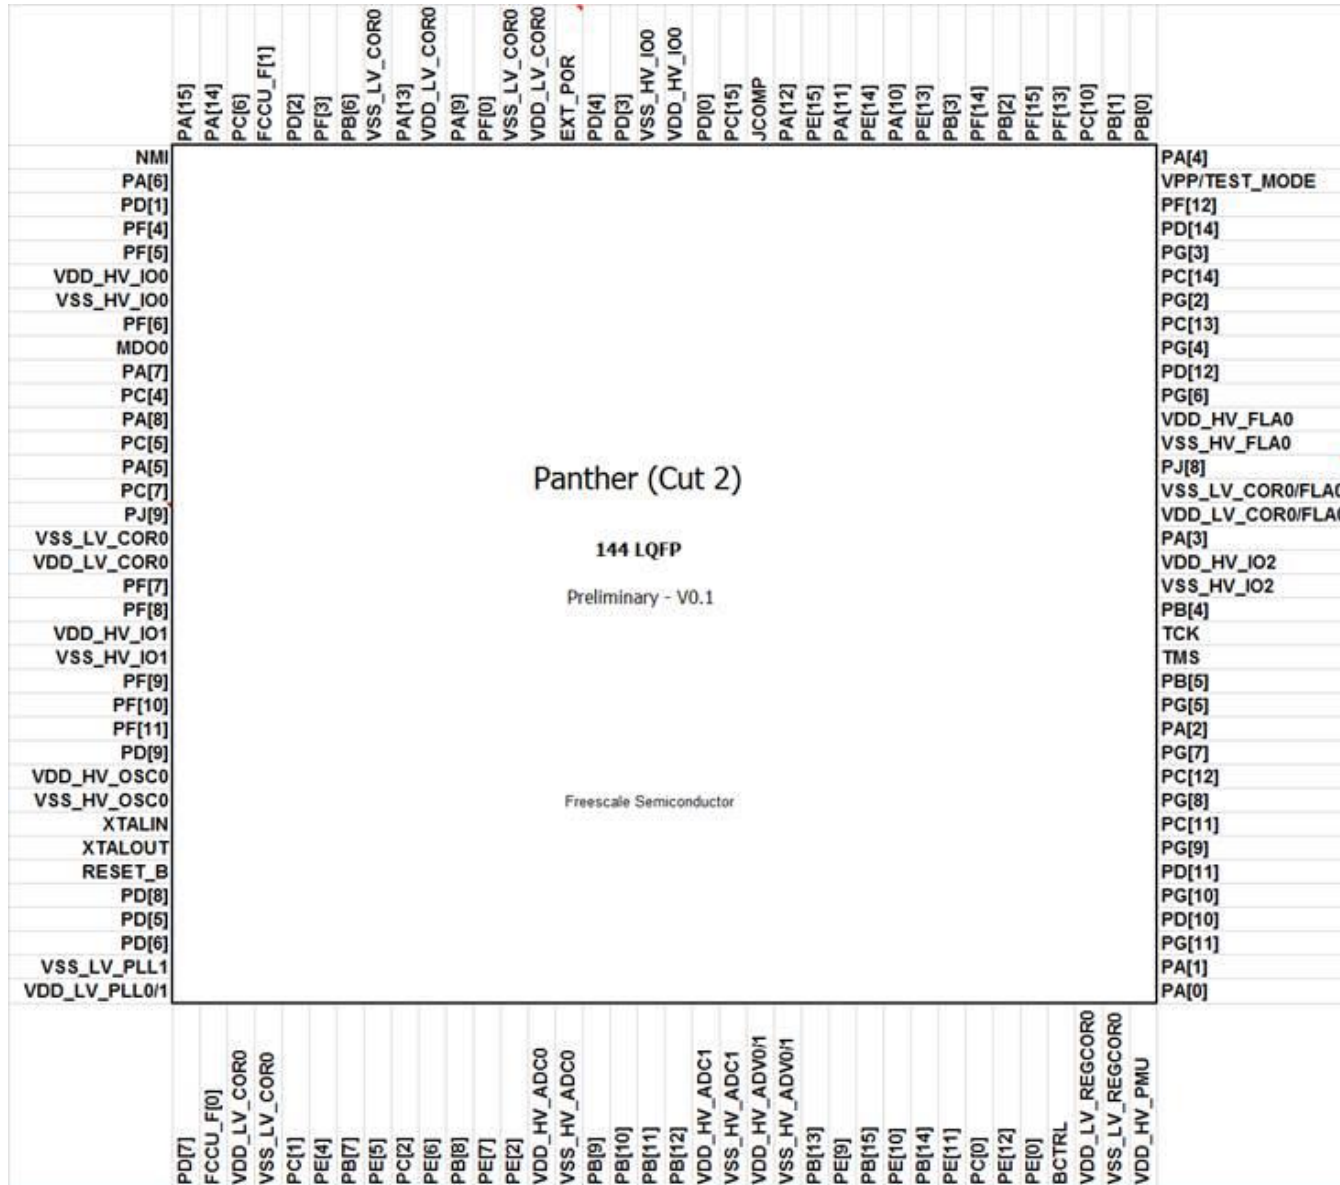 PA[15]
PA[14]
PC[6]
FCCU_F[1]
PD[2]
PF[3]
PB[6]
VSS_LV_COR0
PA[13]
VDD_LV_COR0
PA[9]
PF[0]
VSS_LV_COR0
VDD_LV_COR0
EXT_POR
PD[4]
PD[3]
VSS_HV_IO0
VDD_HV_IO0
PD[0]
PC[15]
JCOMP
PA[12]
PE[15]
PA[11]
PE[14]
PA[10]
PE[13]
PB[3]
PF[14]
PB[2]
PF[15]
PF[13]
PC[10]
PB[1]
PB[0]
NMI
PA[6]
PD[1]
PF[4]
PF[5]
VDD_HV_IO0
VSS_HV_IO0
PF[6]
MDO0
PA[7]
PC[4]
PA[8]
PC[5]
PA[5]
PC[7]
PJ[9]
VSS_LV_COR0
VDD_LV_COR0
PF[7]
PF[8]
VDD_HV_IO1
VSS_HV_IO1
PF[9]
PF[10]
PF[11]
PD[9]
VDD_HV_OSC0
VSS_HV_OSC0
XTALIN
XTALOUT
RESET_B
PD[8]
PD[5]
PD[6]
VSS_LV_PLL1
VDD_LV_PLL0/1
Panther (Cut 2)
144 LQFP
Preliminary - V0.1
Freescale Semiconductor
PA[4]
VPP/TEST_MODE
PF[12]
PD[14]
PG[3]
PC[14]
PG[2]
PC[13]
PG[4]
PD[12]
PG[6]
VDD_HV_FLA0
VSS_HV_FLA0
PJ[8]
VSS_LV_COR0/FLA0
VDD_LV_COR0/FLA0
PA[3]
VDD_HV_IO2
VSS_HV_IO2
PB[4]
TCK
TMS
PB[5]
PG[5]
PA[2]
PG[7]
PC[12]
PG[8]
PC[11]
PG[9]
PD[11]
PG[10]
PD[10]
PG[11]
PA[1]
PA[0]
PD[7]
FCCU_F[0]
VDD_LV_COR0
VSS_LV_COR0
PC[1]
PE[4]
PB[7]
PE[5]
PC[2]
PE[6]
PB[8]
PE[7]
PE[2]
VDD_HV_ADC0
VSS_HV_ADC0
PB[9]
PB[10]
PB[11]
PB[12]
VDD_HV_ADC1
VSS_HV_ADC1
VDD_HV_ADV0/1
VSS_HV_ADV0/1
PB[13]
PE[9]
PB[15]
PE[10]
PB[14]
PE[11]
PC[0]
PE[12]
PE[0]
BCTRL
VDD_LV_REGCOR0
VSS_LV_REGCOR0
VDD_HV_PMU